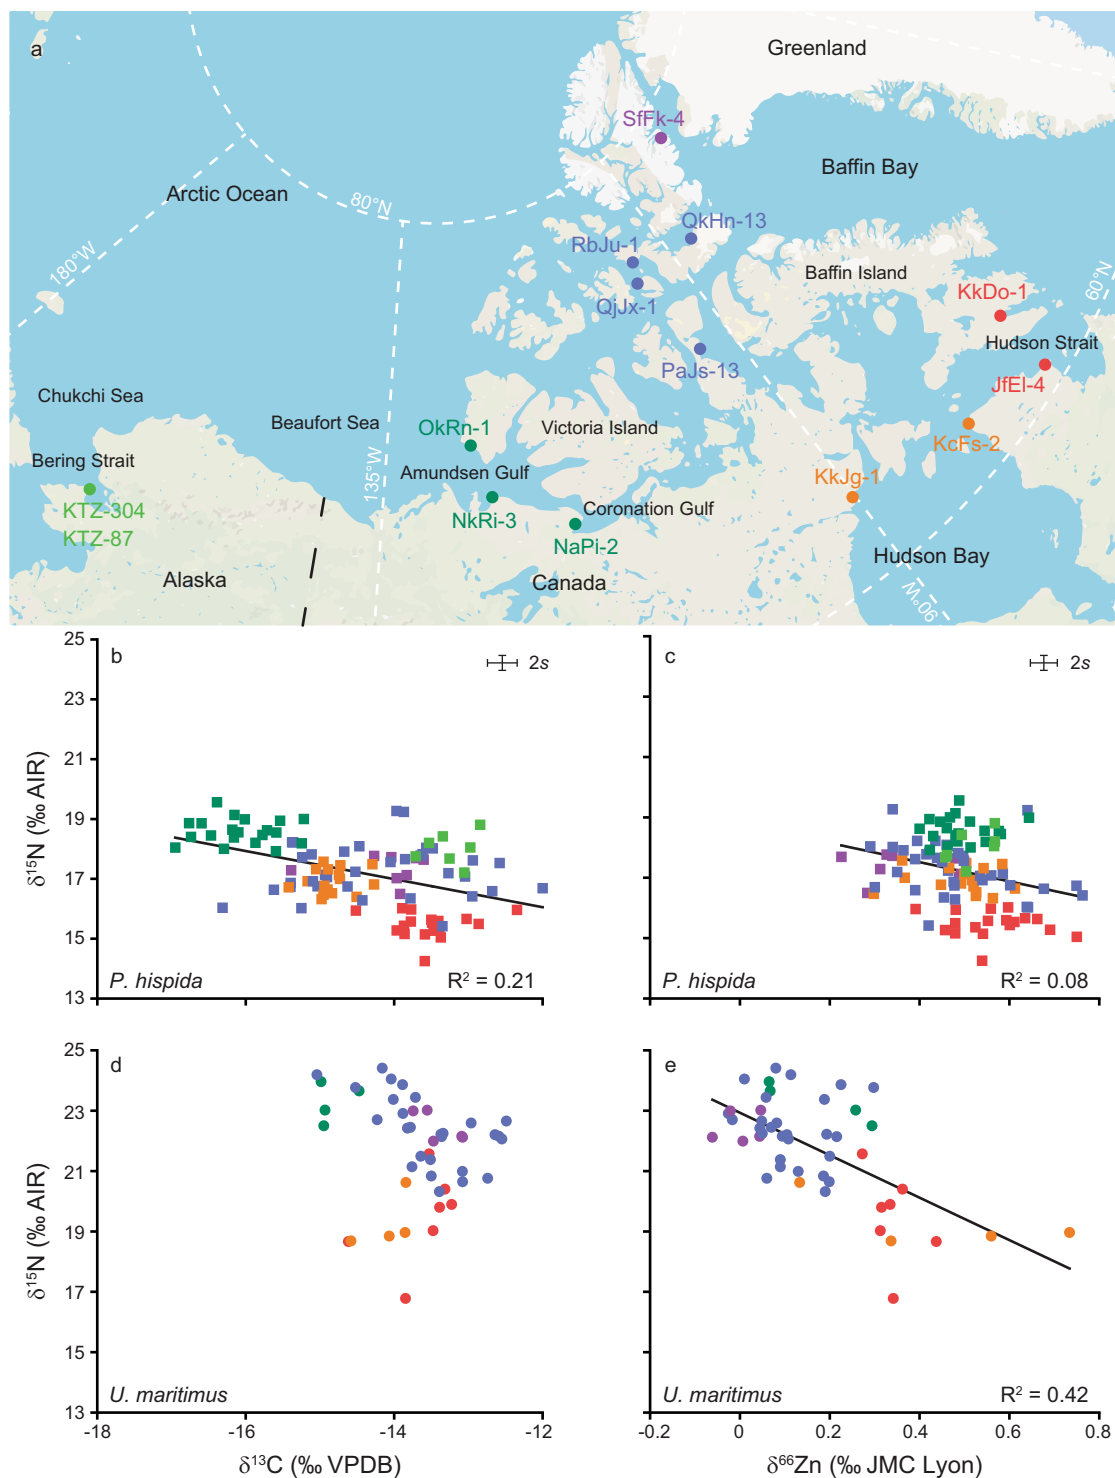 a
Greenland
SfFk-4
Baffin Bay
Arctic Ocean
80°N
180°W
QkHn-13
RbJu-1
Baffin Island
QjJx-1
KkDo-1
60°N
Hudson Strait
PaJs-13
JfEl-4
Chukchi Sea
Beaufort Sea
OkRn-1
Victoria Island
KcFs-2
Bering Strait
135°W
Amundsen Gulf
KkJg-1
KTZ-304
KTZ-87
NkRi-3
Coronation Gulf
NaPi-2
Hudson Bay
Alaska
Canada
90°W
25
23
21
19
17
15
13
δ15N (‰ AIR)
b
2s
P. hispida
R2 = 0.21
c
2s
P. hispida
R2 = 0.08
25
23
21
19
17
15
13
δ15N (‰ AIR)
d
U. maritimus
e
U. maritimus
R2 = 0.42
-18 -16 -14 -12
-0.2 0 0.2 0.4 0.6 0.8
δ13C (‰ VPDB)
δ66Zn (‰ JMC Lyon)